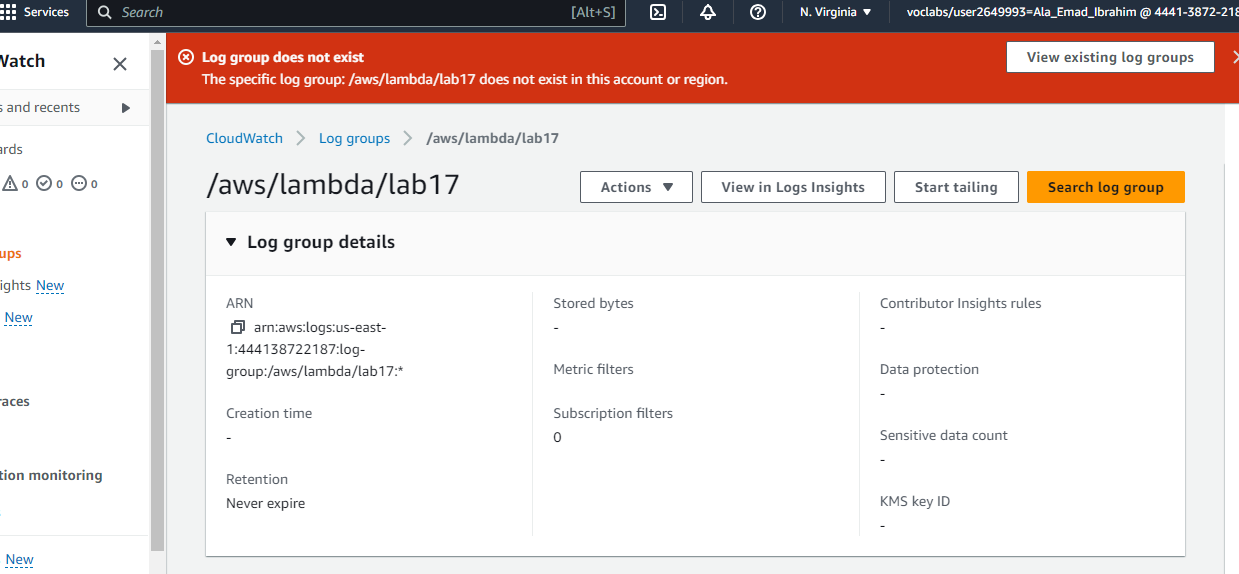 Services
Search
[Alt+S]
N. Virginia
voclabs/user2649993=Ala_Emad_Ibrahim @ 4441-3872-218
Watch
Log group does not exist
The specific log group: /aws/lambda/lab17 does not exist in this account or region.
View existing log groups
s and recents
ards
0 0 0
ups
ights New
New
races
tion monitoring
New
CloudWatch
Log groups
/aws/lambda/lab17
/aws/lambda/lab17
Actions
View in Logs Insights
Start tailing
Search log group
Log group details
ARN
arn:aws:logs:us-east-
1:444138722187:log-
group:/aws/lambda/lab17:*
Creation time
-
Retention
Never expire
Stored bytes
-
Metric filters
Subscription filters
0
Contributor Insights rules
-
Data protection
-
Sensitive data count
-
KMS key ID
-